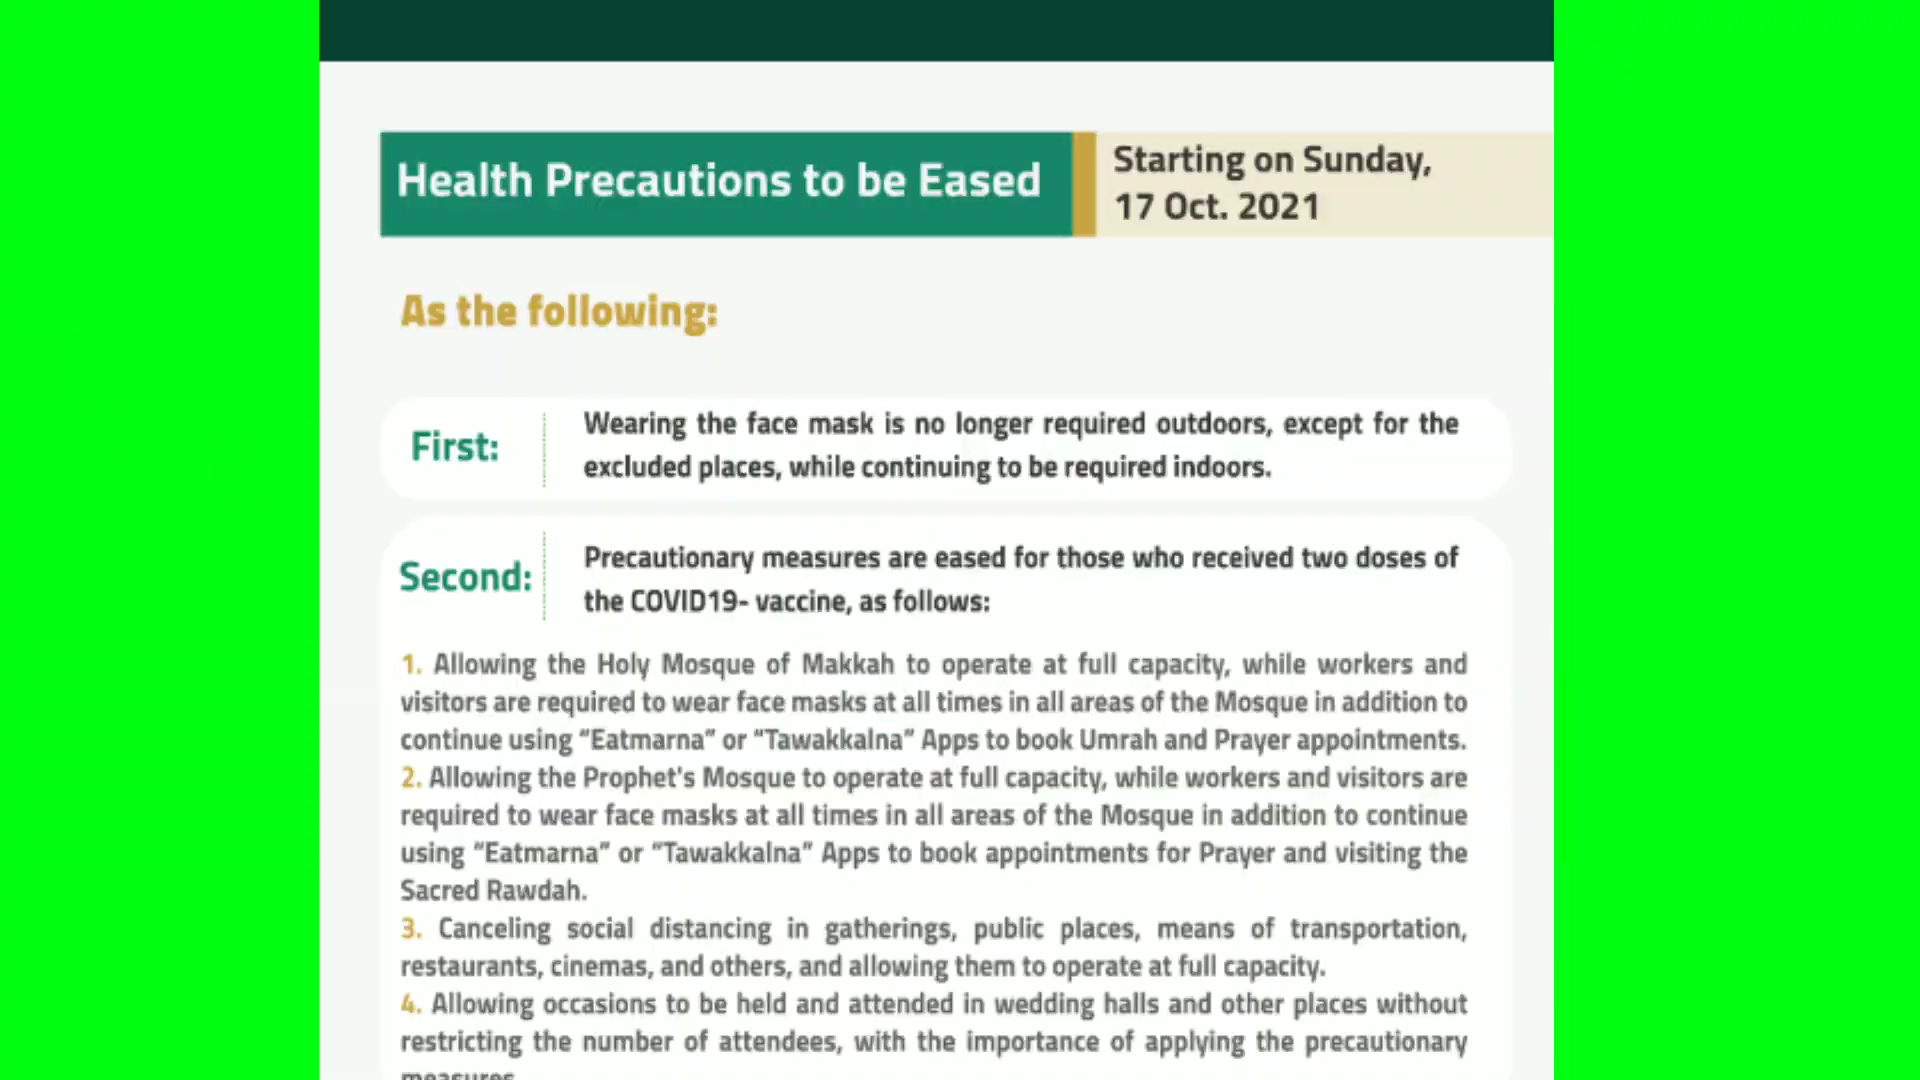 Health Precautions to be Eased
Starting on Sunday,
17 Oct. 2021
As the following:
First:
Wearing the face mask is no longer required outdoors, except for the
excluded places, while continuing to be required indoors.
Second:
Precautionary measures are eased for those who received two doses of
the COVID19- vaccine, as follows:
1. Allowing the Holy Mosque of Makkah to operate at full capacity, while workers and
visitors are required to wear face masks at all times in all areas of the Mosque in addition to
continue using “Eatmarna” or “Tawakkalna” Apps to book Umrah and Prayer appointments.
2. Allowing the Prophet's Mosque to operate at full capacity, while workers and visitors are
required to wear face masks at all times in all areas of the Mosque in addition to continue
using “Eatmarna” or “Tawakkalna” Apps to book appointments for Prayer and visiting the
Sacred Rawdah.
3. Canceling social distancing in gatherings, public places, means of transportation,
restaurants, cinemas, and others, and allowing them to operate at full capacity.
4. Allowing occasions to be held and attended in wedding halls and other places without
restricting the number of attendees, with the importance of applying the precautionary
measures